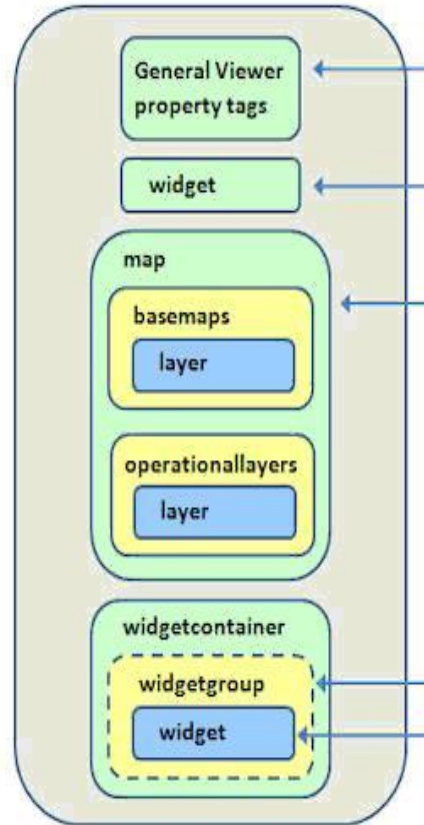 General Viewer
property tags
widget
map
basemaps
layer
operationallayers
layer
widgetcontainer
widgetgroup
widget